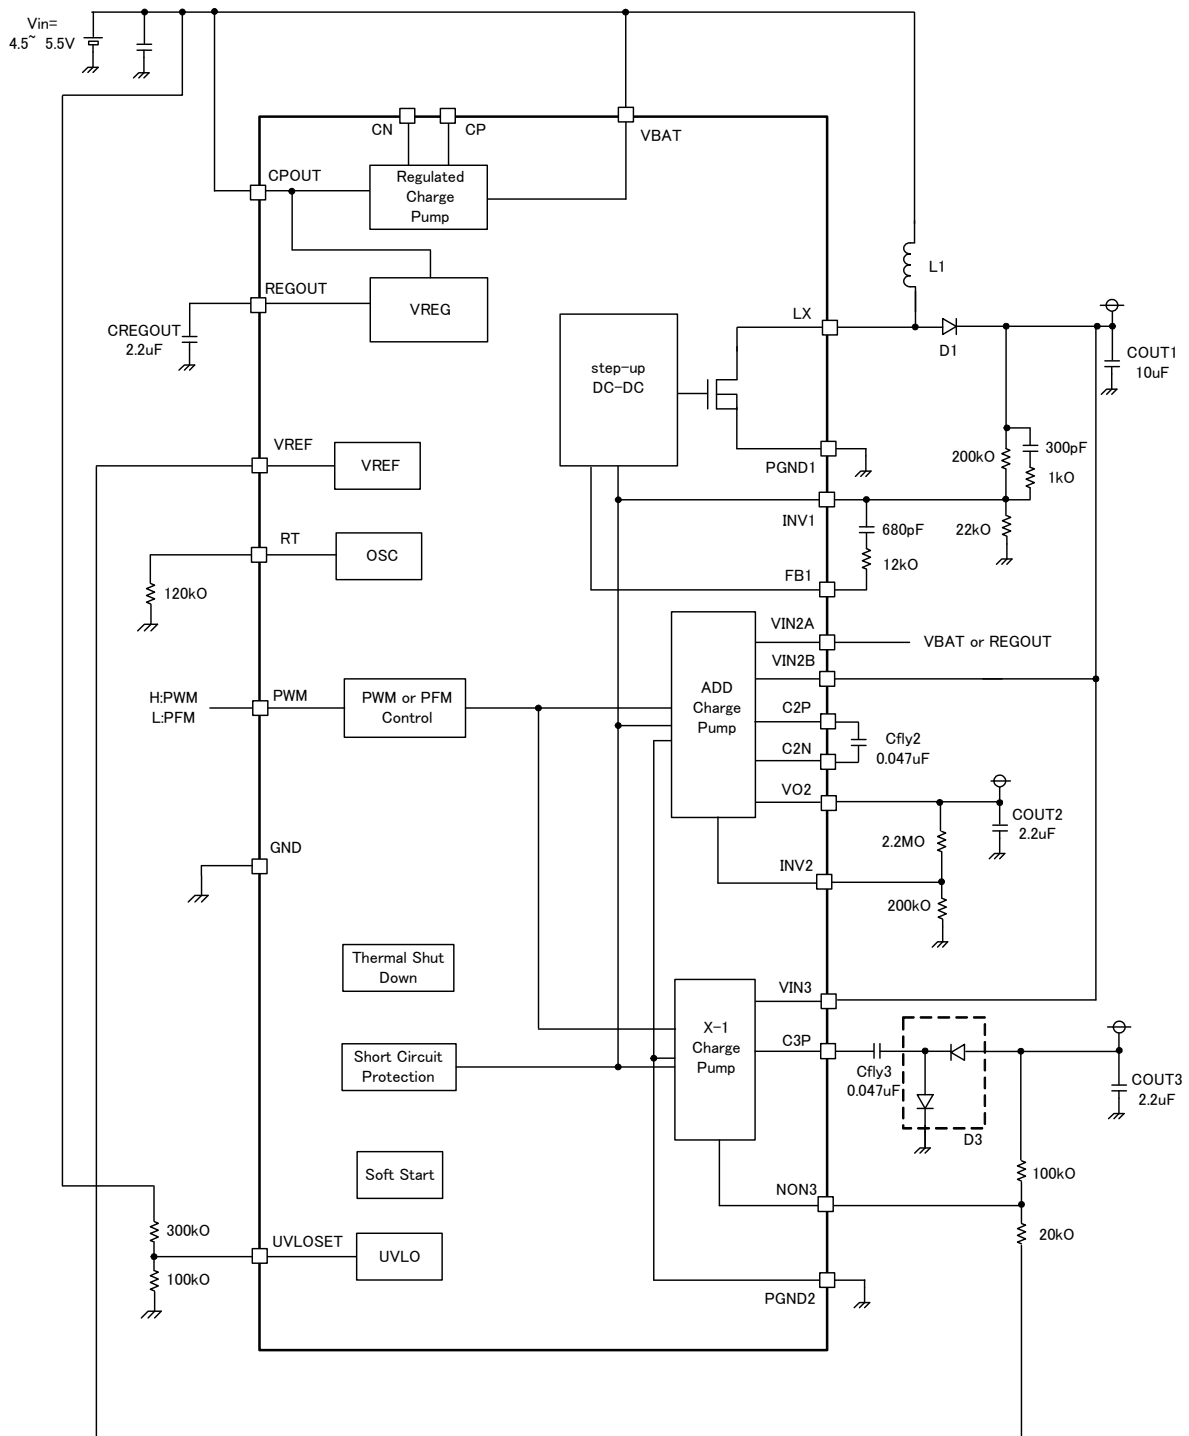 Vin=
4.5~ 5.5V
CN
CP
VBAT
CPOUT
Regulated
Charge
Pump
L1
REGOUT
VREG
CREGOUT
2.2uF
LX
D1
COUT1
10uF
step-up
DC-DC
VREF
VREF
PGND1
200kO
300pF
1kO
INV1
680pF
22kO
RT
OSC
12kO
FB1
120kO
VIN2A
VBAT or REGOUT
VIN2B
H:PWM
L:PFM
PWM
PWM or PFM
Control
ADD
Charge
Pump
C2P
Cfly2
0.047uF
C2N
VO2
COUT2
2.2uF
2.2MO
GND
INV2
200kO
Thermal Shut
Down
VIN3
X-1
Charge
Pump
C3P
Short Circuit
Protection
Cfly3
0.047uF
COUT3
2.2uF
D3
Soft Start
100kO
NON3
20kO
300kO
UVLOSET
UVLO
100kO
PGND2